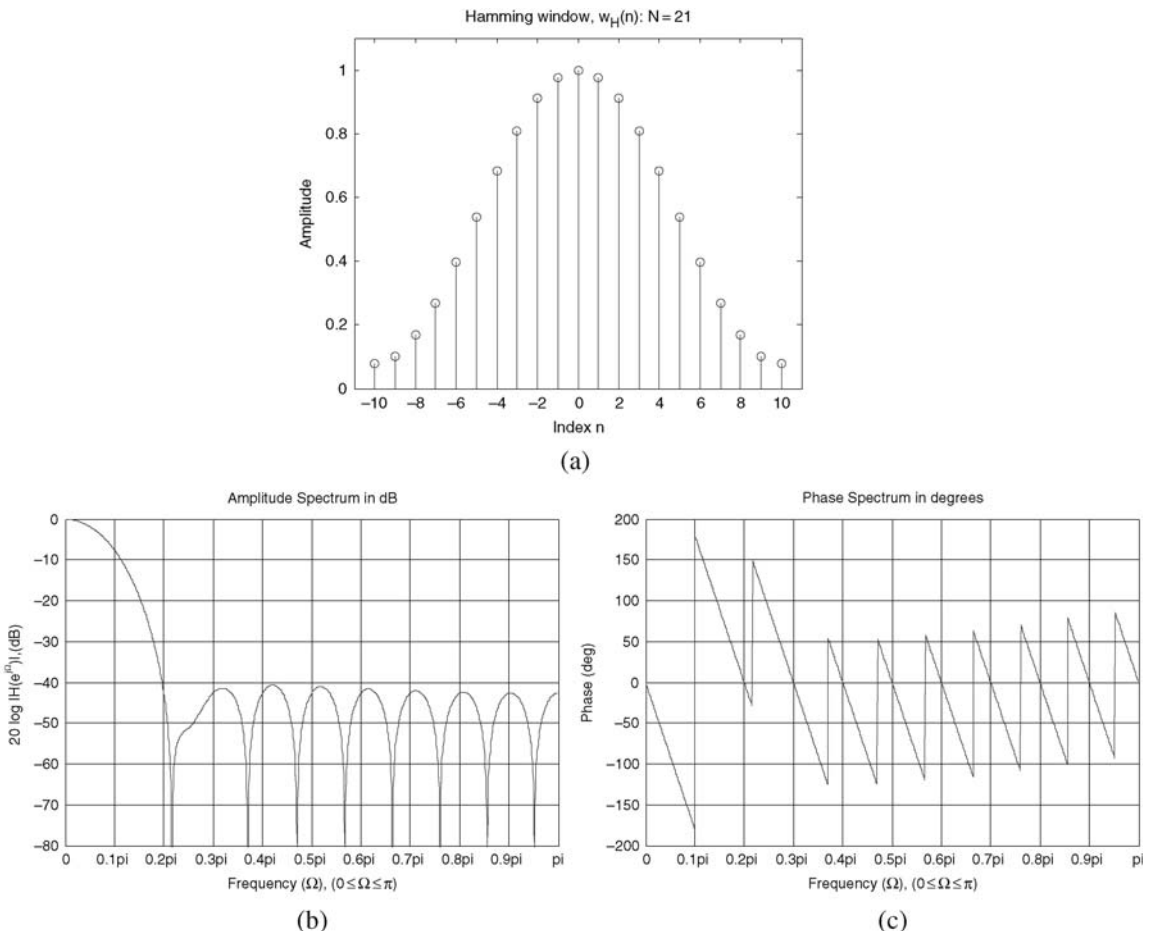 Hamming window, w_H(n): N = 21
Amplitude
1
0.8
0.6
0.4
0.2
0
−10 −8 −6 −4 −2 0 2 4 6 8 10
Index n
(a)
Amplitude Spectrum in dB
20 log |H(e^jΩ)|,(dB)
0
−10
−20
−30
−40
−50
−60
−70
−80
0 0.1pi 0.2pi 0.3pi 0.4pi 0.5pi 0.6pi 0.7pi 0.8pi 0.9pi pi
Frequency (Ω), (0≤Ω≤π)
(b)
Phase Spectrum in degrees
Phase (deg)
200
150
100
50
0
−50
−100
−150
−200
0 0.1pi 0.2pi 0.3pi 0.4pi 0.5pi 0.6pi 0.7pi 0.8pi 0.9pi pi
Frequency (Ω), (0≤Ω≤π)
(c)